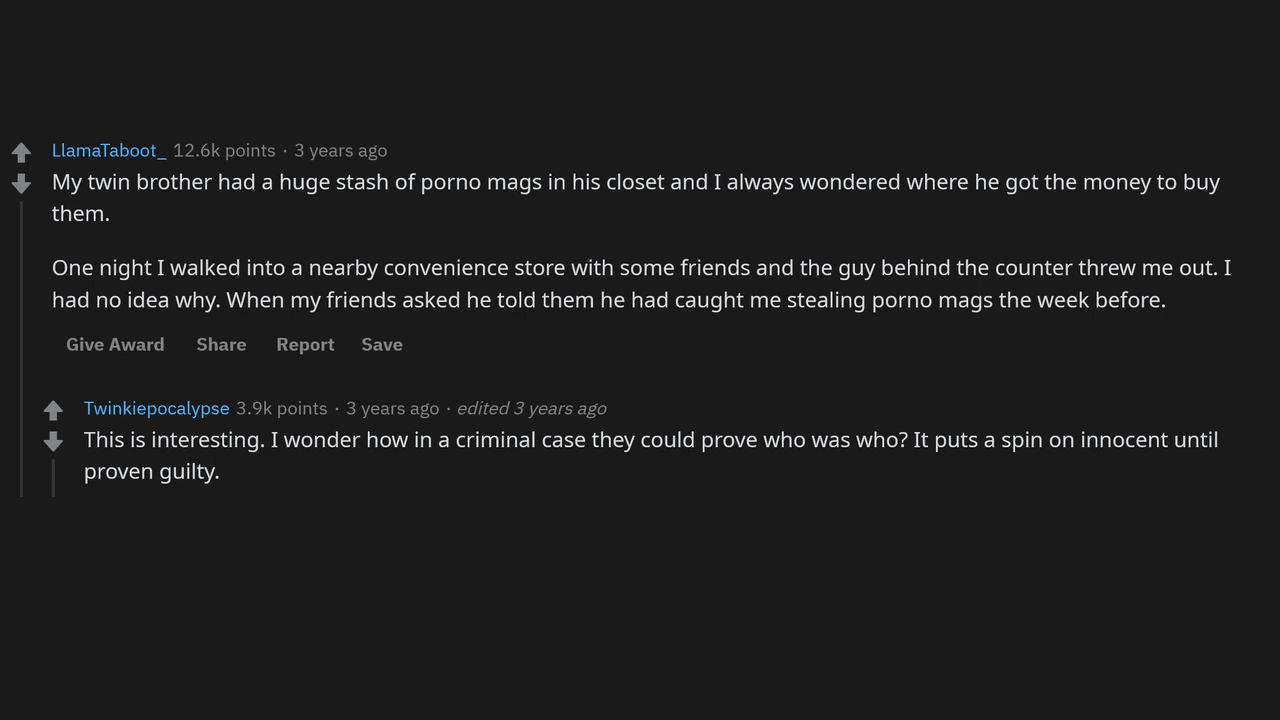 LlamaTaboot_ 12.6k points · 3 years ago
My twin brother had a huge stash of porno mags in his closet and I always wondered where he got the money to buy
them.
One night I walked into a nearby convenience store with some friends and the guy behind the counter threw me out. I
had no idea why. When my friends asked he told them he had caught me stealing porno mags the week before.
Give Award Share Report Save
Twinkiepocalypse 3.9k points · 3 years ago · edited 3 years ago
This is interesting. I wonder how in a criminal case they could prove who was who? It puts a spin on innocent until
proven guilty.